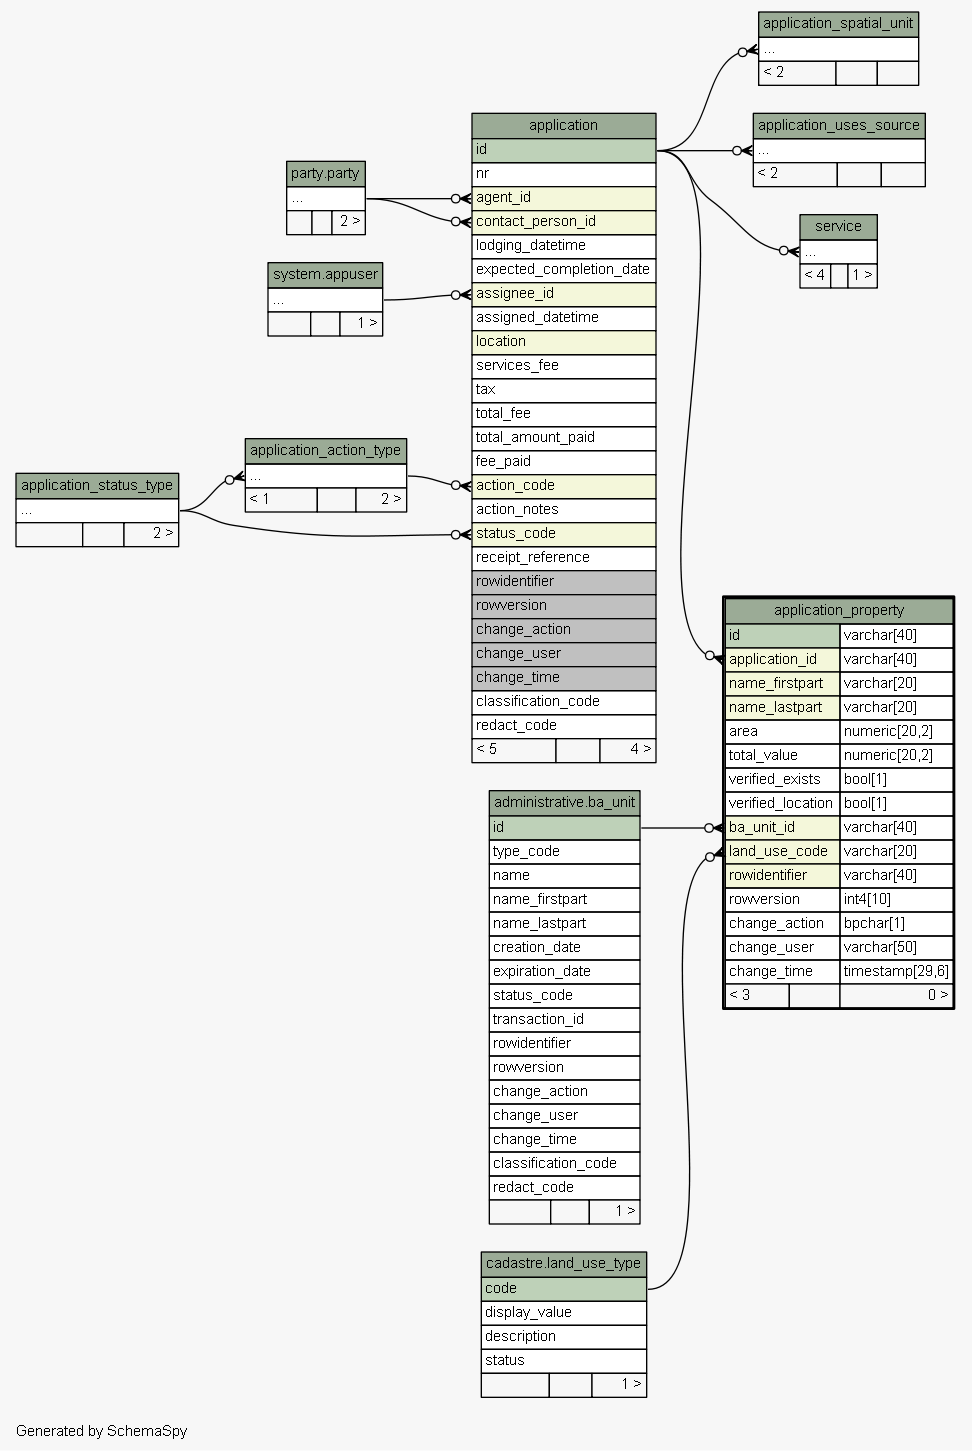 application_spatial_unit
...
< 2
application_uses_source
...
< 2
service
...
< 4 1 >
application
id
nr
agent_id
contact_person_id
lodging_datetime
expected_completion_date
assignee_id
assigned_datetime
location
services_fee
tax
total_fee
total_amount_paid
fee_paid
action_code
action_notes
status_code
receipt_reference
rowidentifier
rowversion
change_action
change_user
change_time
classification_code
redact_code
< 5 4 >
party.party
...
2 >
system.appuser
...
1 >
application_action_type
...
< 1 2 >
application_status_type
...
2 >
application_property
id varchar[40]
application_id varchar[40]
name_firstpart varchar[20]
name_lastpart varchar[20]
area numeric[20,2]
total_value numeric[20,2]
verified_exists bool[1]
verified_location bool[1]
ba_unit_id varchar[40]
land_use_code varchar[20]
rowidentifier varchar[40]
rowversion int4[10]
change_action bpchar[1]
change_user varchar[50]
change_time timestamp[29,6]
< 3 0 >
administrative.ba_unit
id
type_code
name
name_firstpart
name_lastpart
creation_date
expiration_date
status_code
transaction_id
rowidentifier
rowversion
change_action
change_user
change_time
classification_code
redact_code
1 >
cadastre.land_use_type
code
display_value
description
status
1 >
Generated by SchemaSpy